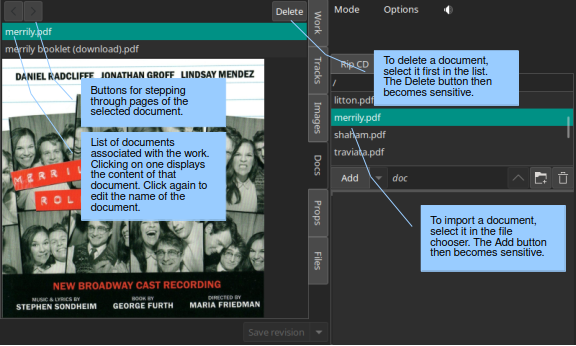 Delete
merrily.pdf
merrily booklet (download).pdf
DANIEL RADCLIFFE JONATHAN GROFF LINDSAY MENDEZ
Buttons for stepping
through pages of the
selected document.
List of documents
associated with the work.
Clicking on one displays
the content of that
document. Click again to
edit the name of the
document.
MERRIL
ROL
NEW BROADWAY CAST RECORDING
MUSIC & LYRICS BY
STEPHEN SONDHEIM
BOOK BY
GEORGE FURTH
DIRECTED BY
MARIA FRIEDMAN
Save revision
Work
Tracks
Images
Docs
Props
Files
Mode
Options
Rip CD
To delete a document,
select it first in the list.
The Delete button then
becomes sensitive.
/
litton.pdf
merrily.pdf
shaham.pdf
traviata.pdf
Add
doc
To import a document,
select it in the file
chooser. The Add button
then becomes sensitive.